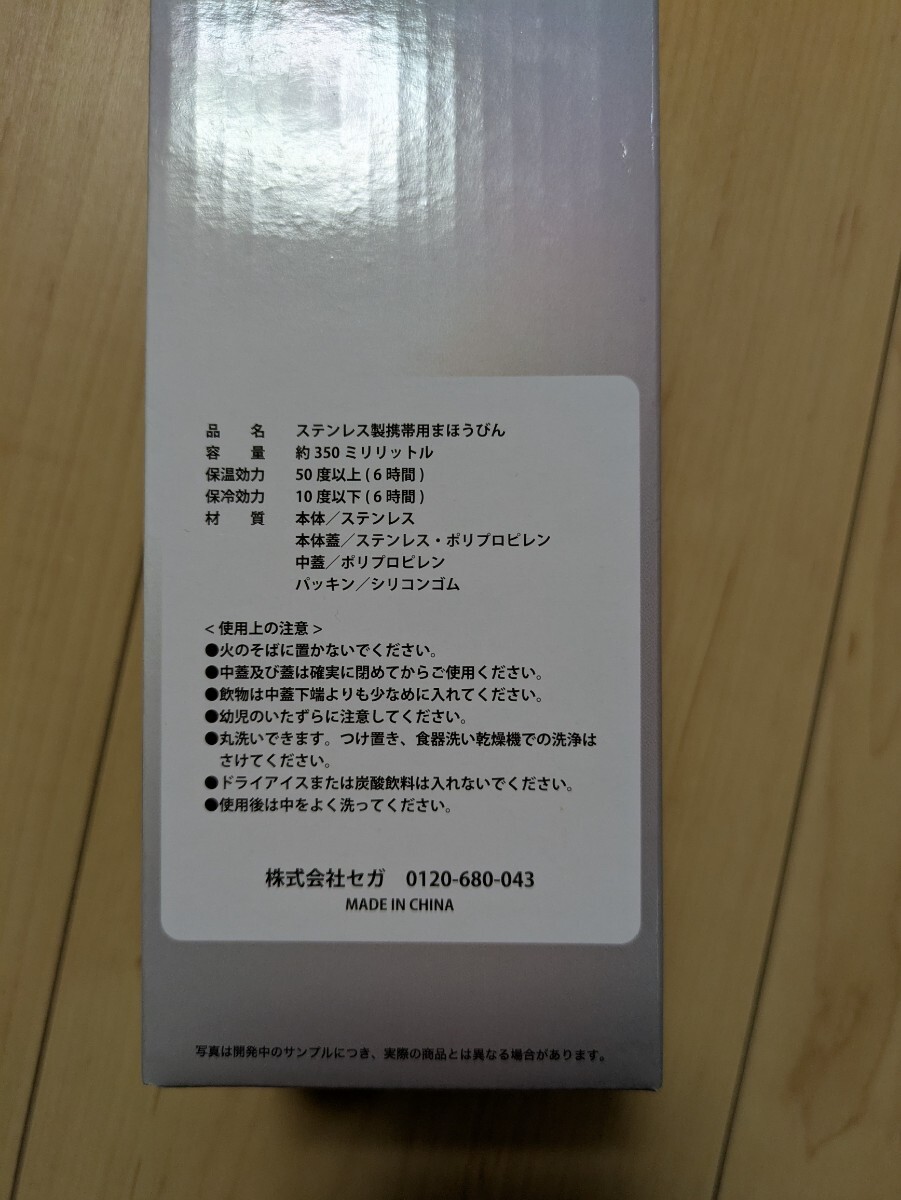 品 名 ステンレス製携帯用まほうびん
容 量 約350ミリリットル
保温効力 50度以上(6時間)
保冷効力 10度以下(6時間)
材 質 本体／ステンレス
本体蓋／ステンレス・ポリプロピレン
中蓋／ポリプロピレン
パッキン／シリコンゴム
<使用上の注意>
●火のそばに置かないでください。
●中蓋及び蓋は確実に閉めてからご使用ください。
●飲物は中蓋下端よりも少なめに入れてください。
●幼児のいたずらに注意してください。
●丸洗いできます。つけ置き、食器洗い乾燥機での洗浄は
さけてください。
●ドライアイスまたは炭酸飲料は入れないでください。
●使用後は中をよく洗ってください。
株式会社セガ 0120-680-043
MADE IN CHINA
写真は開発中のサンプルにつき、実際の商品とは異なる場合があります。